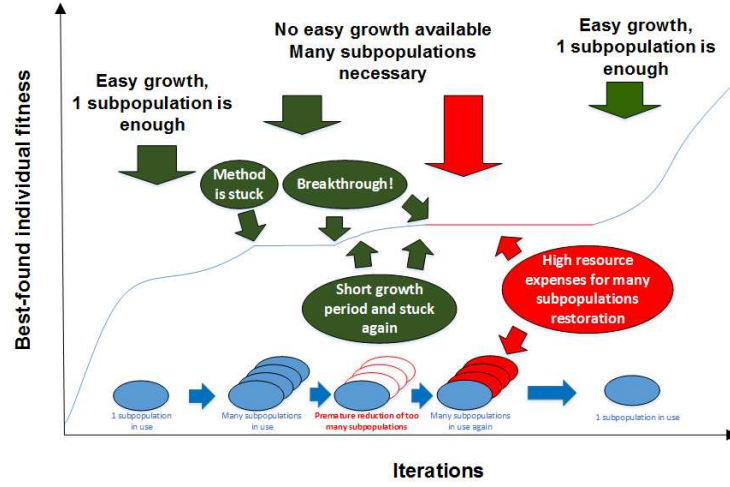 Easy growth,
1 subpopulation is
enough
No easy growth available
Many subpopulations
necessary
Easy growth,
1 subpopulation is
enough
Method
is stuck
Breakthrough!
Short growth
period and stuck
again
High resource
expenses for many
subpopulations
restoration
Best-found individual fitness
1 subpopulation
in use
Many subpopulations
in use
Premature reduction of too
many subpopulations
Many subpopulations
in use again
1 subpopulation in use
Iterations